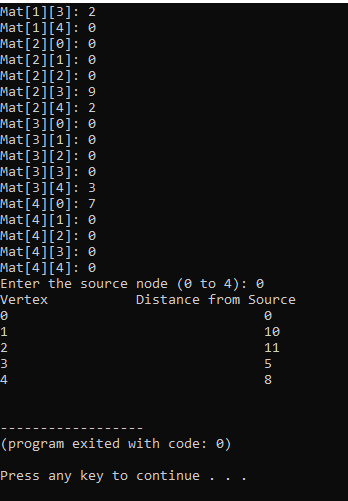 Mat[1][3]: 2
Mat[1][4]: 0
Mat[2][0]: 0
Mat[2][1]: 0
Mat[2][2]: 0
Mat[2][3]: 9
Mat[2][4]: 2
Mat[3][0]: 0
Mat[3][1]: 0
Mat[3][2]: 0
Mat[3][3]: 0
Mat[3][4]: 3
Mat[4][0]: 7
Mat[4][1]: 0
Mat[4][2]: 0
Mat[4][3]: 0
Mat[4][4]: 0
Enter the source node (0 to 4): 0
Vertex Distance from Source
0 0
1 10
2 11
3 5
4 8
------------------
(program exited with code: 0)
Press any key to continue . . .